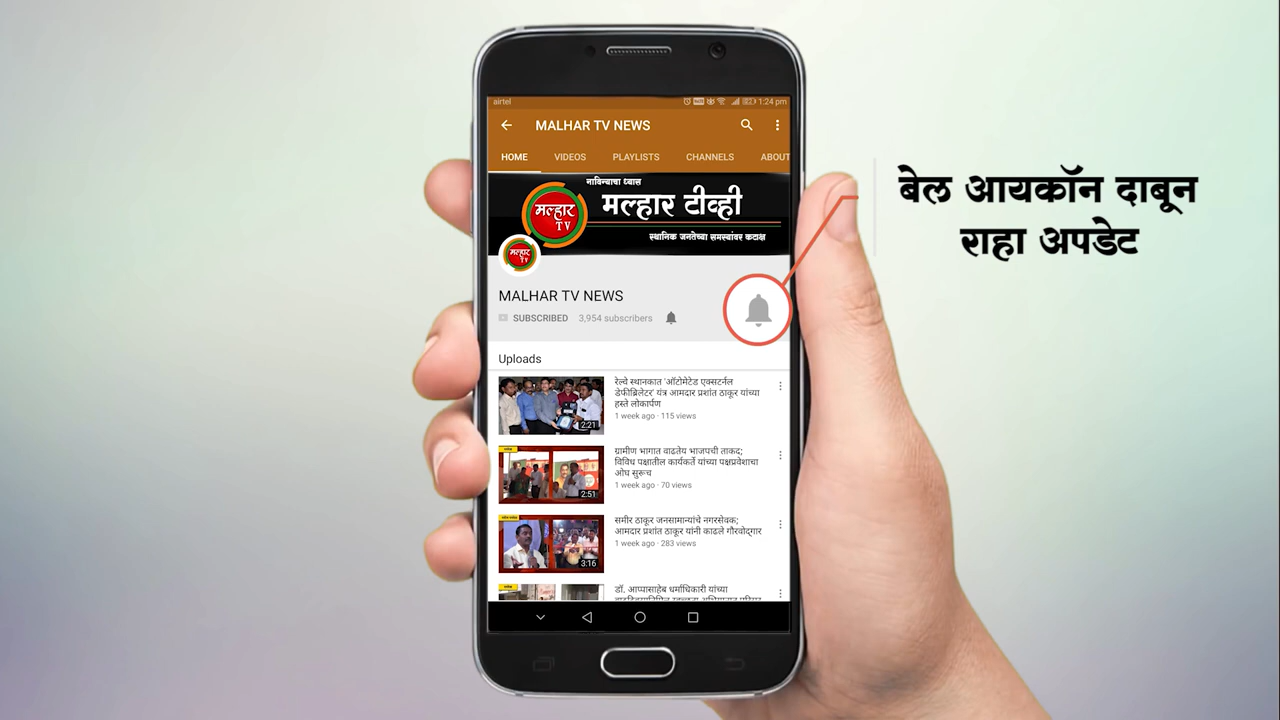 airtel 1:24 pm
MALHAR TV NEWS
HOME VIDEOS PLAYLISTS CHANNELS ABOUT
नाविन्याचा ध्यास
मल्हार टीव्ही
मल्हार
TV
स्थानिक जनतेच्या समस्यांवर कटाक्ष
मल्हार
TV
MALHAR TV NEWS
SUBSCRIBED 3,954 subscribers
Uploads
रेल्वे स्थानकात 'ऑटोमेटेड एक्सटर्नल
डेफीब्रिलेटर' यंत्र आमदार प्रशांत ठाकूर यांच्या
हस्ते लोकार्पण
1 week ago · 115 views
2:21
ग्रामीण भागात वाढतेय भाजपची ताकद;
विविध पक्षातील कार्यकर्ते यांच्या पक्षप्रवेशाचा
ओघ सुरूच
1 week ago · 70 views
2:51
समीर ठाकूर जनसामान्यांचे नगरसेवक;
आमदार प्रशांत ठाकूर यांनी काढले गौरवोद्‌गार
1 week ago · 283 views
3:16
डॉ. आप्पासाहेब धर्माधिकारी यांच्या
बेल आयकॉन दाबून
राहा अपडेट